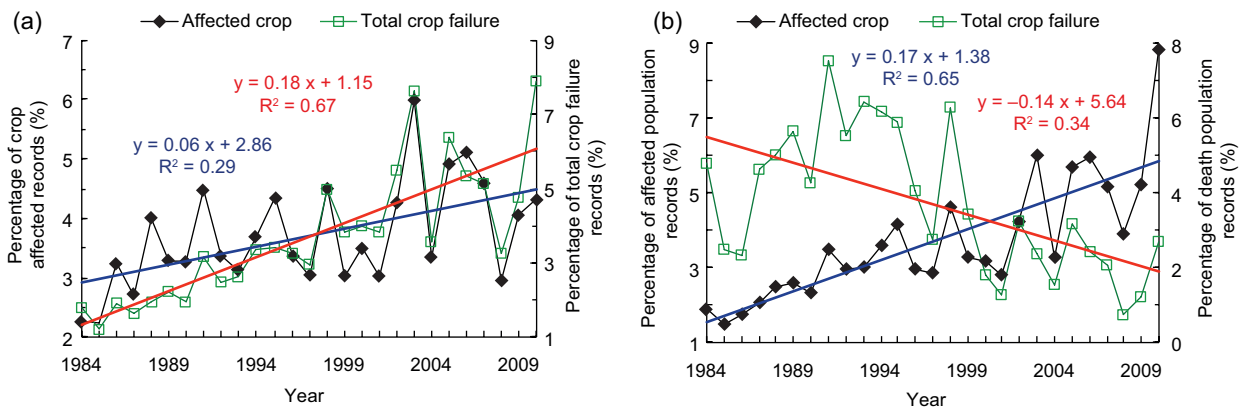 (a)
Affected crop
Total crop failure
Percentage of crop
affected records (%)
7
6
5
4
3
2
y = 0.18 x + 1.15
R² = 0.67
y = 0.06 x + 2.86
R² = 0.29
9
7
5
3
1
Percentage of total crop failure
records (%)
1984
1989
1994
1999
2004
2009
Year
(b)
Affected crop
Total crop failure
Percentage of affected population
records (%)
9
7
5
3
1
y = 0.17 x + 1.38
R² = 0.65
y = –0.14 x + 5.64
R² = 0.34
8
6
4
2
0
Percentage of death population
records (%)
1984
1989
1994
1999
2004
2009
Year